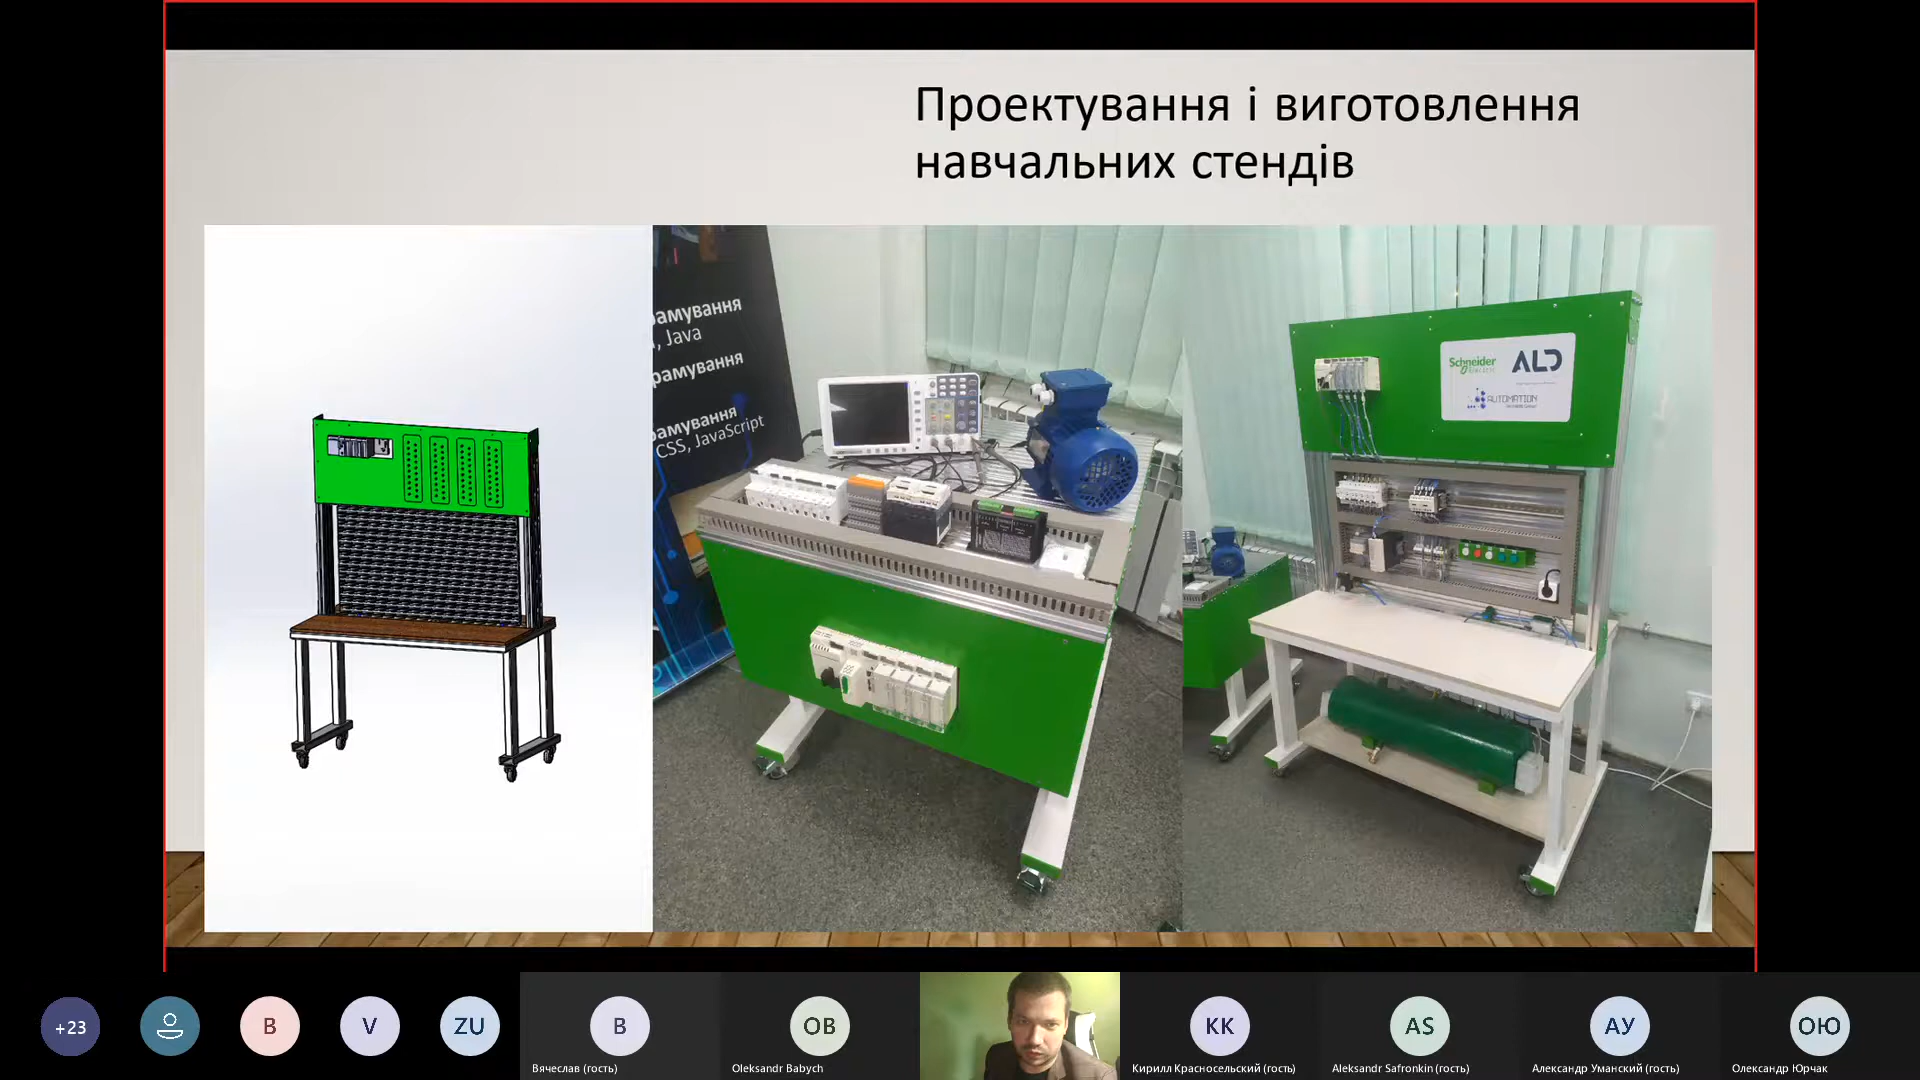 Проектування і виготовлення
навчальних стендів
рамування
, Java
рамування
рамування
CSS, JavaScript
Schneider
Electric
ALD
AUTOMATION
+23
B
V
ZU
B
OB
KK
AS
АУ
ОЮ
Вячеслав (гость)
Oleksandr Babych
Кирилл Красносельский (гость)
Aleksandr Safronkin (гость)
Александр Уманский (гость)
Олександр Юрчак